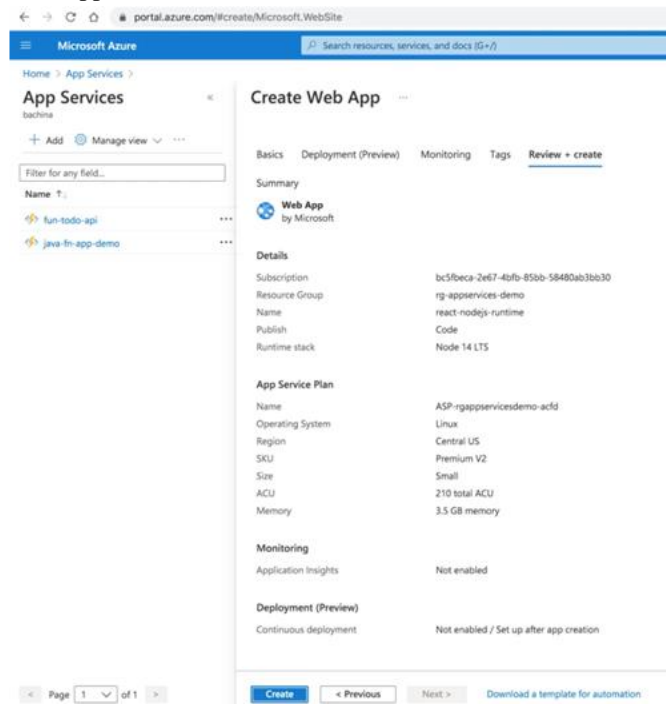 portal.azure.com/#create/Microsoft.WebSite
Microsoft Azure
Search resources, services, and docs (G+/)
Home > App Services >
App Services
bachina
+ Add
Manage view
Filter for any field...
Name ↑↓
fun-todo-api
java-fn-app-demo
< Page 1 of 1 >
Create Web App ...
Basics Deployment (Preview) Monitoring Tags Review + create
Summary
Web App
by Microsoft
Details
Subscription bc5fbeca-2e67-4bfb-85bb-58480ab3bb30
Resource Group rg-appservices-demo
Name react-nodejs-runtime
Publish Code
Runtime stack Node 14 LTS
App Service Plan
Name ASP-rgappservicesdemo-acfd
Operating System Linux
Region Central US
SKU Premium V2
Size Small
ACU 210 total ACU
Memory 3.5 GB memory
Monitoring
Application Insights Not enabled
Deployment (Preview)
Continuous deployment Not enabled / Set up after app creation
Create < Previous Next > Download a template for automation